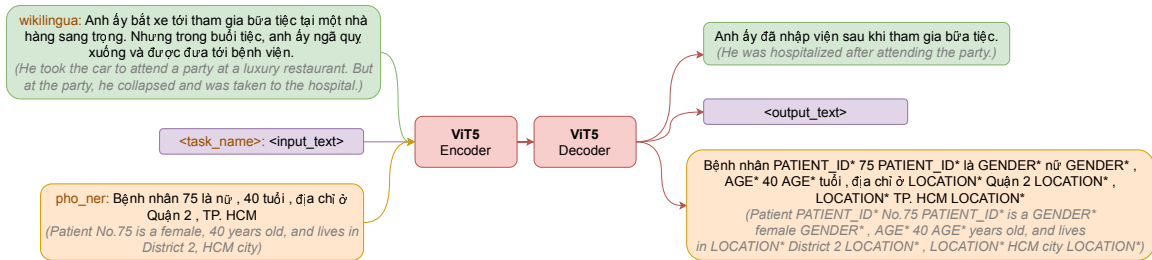 wikilingua: Anh ấy bắt xe tới tham gia bữa tiệc tại một nhà
hàng sang trọng. Nhưng trong buổi tiệc, anh ấy ngã quỵ
xuống và được đưa tới bệnh viện.
(He took the car to attend a party at a luxury restaurant. But
at the party, he collapsed and was taken to the hospital.)
<task_name>: <input_text>
pho_ner: Bệnh nhân 75 là nữ , 40 tuổi , địa chỉ ở
Quận 2 , TP. HCM
(Patient No.75 is a female, 40 years old, and lives in
District 2, HCM city)
ViT5
Encoder
ViT5
Decoder
Anh ấy đã nhập viện sau khi tham gia bữa tiệc.
(He was hospitalized after attending the party.)
<output_text>
Bệnh nhân PATIENT_ID* 75 PATIENT_ID* là GENDER* nữ GENDER* ,
AGE* 40 AGE* tuổi , địa chỉ ở LOCATION* Quận 2 LOCATION* ,
LOCATION* TP. HCM LOCATION*
(Patient PATIENT_ID* No.75 PATIENT_ID* is a GENDER*
female GENDER* , AGE* 40 AGE* years old, and lives
in LOCATION* District 2 LOCATION* , LOCATION* HCM city LOCATION*)